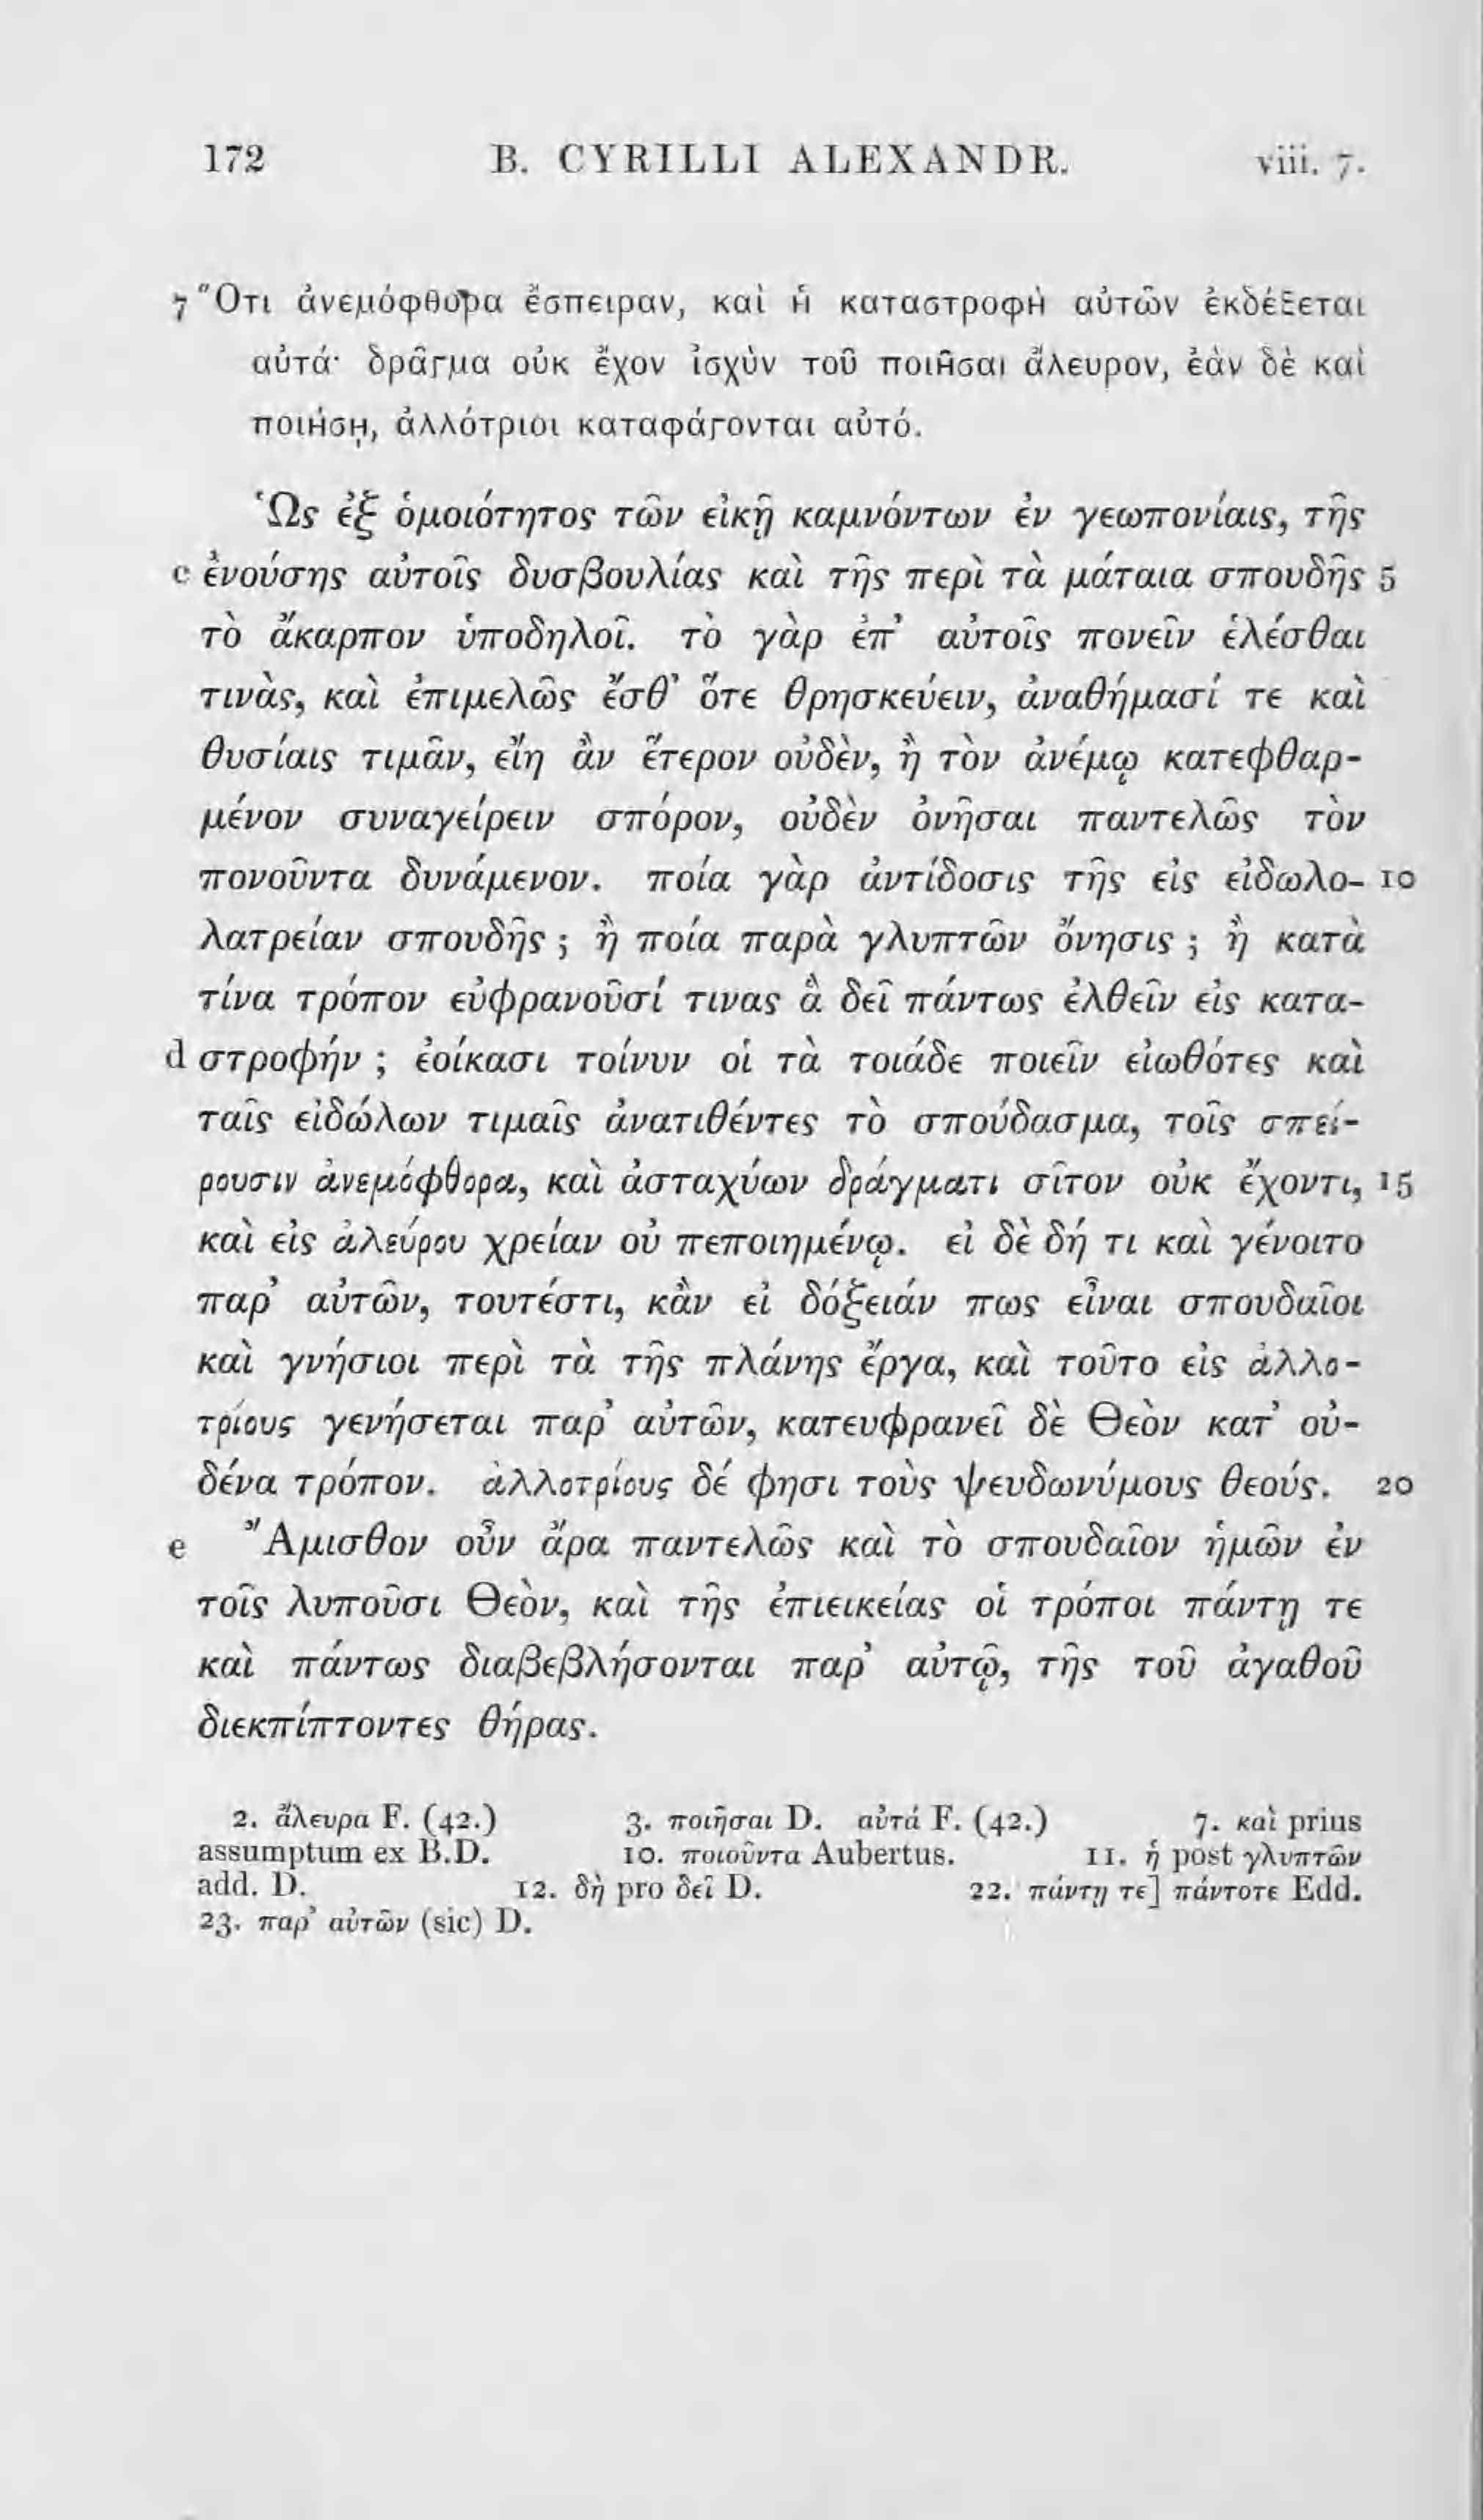 172 B. CYRILLI ALEXANDR. viii. 7.
7 Ὅτι ἀνεμόφθορα ἔσπειραν, καὶ ἡ καταστροφὴ αὐτῶν ἐκδέξεται
αὐτά· δρᾶγμα οὐκ ἔχον ἰσχὺν τοῦ ποιῆσαι ἄλευρον, ἐὰν δὲ καὶ
ποιήσῃ, ἀλλότριοι καταφάγονται αὐτό.
Ὡς ἐξ ὁμοιότητος τῶν εἰκῆ καμνόντων ἐν γεωπονίαις, τῆς
c ἐνούσης αὐτοῖς δυσβουλίας καὶ τῆς περὶ τὰ μάταια σπουδῆς 5
τὸ ἄκαρπον ὑποδηλοῖ. τὸ γὰρ ἐπ’ αὐτοῖς πονεῖν ἑλέσθαι
τινὰς, καὶ ἐπιμελῶς ἔσθ’ ὅτε θρησκεύειν, ἀναθήμασί τε καὶ
θυσίαις τιμᾶν, εἴη ἂν ἕτερον οὐδὲν, ἢ τὸν ἀνέμῳ κατεφθαρ-
μένον συναγείρειν σπόρον, οὐδὲν ὀνῆσαι παντελῶς τὸν
πονοῦντα δυνάμενον. ποία γὰρ ἀντίδοσις τῆς εἰς εἰδωλο- 10
λατρείαν σπουδῆς ; ἢ ποία παρὰ γλυπτῶν ὄνησις ; ἢ κατὰ
τίνα τρόπον εὐφρανοῦσί τινας ἃ δεῖ πάντως ἐλθεῖν εἰς κατα-
d στροφήν ; ἐοίκασι τοίνυν οἱ τὰ τοιάδε ποιεῖν εἰωθότες καὶ
ταῖς εἰδώλων τιμαῖς ἀνατιθέντες τὸ σπούδασμα, τοῖς σπεί-
ρουσιν ἀνεμόφθορα, καὶ ἀσταχύων δράγματι σῖτον οὐκ ἔχοντι, 15
καὶ εἰς ἀλεύρου χρείαν οὐ πεποιημένῳ. εἰ δὲ δή τι καὶ γένοιτο
παρ’ αὐτῶν, τουτέστι, κἂν εἰ δόξειάν πως εἶναι σπουδαῖοι
καὶ γνήσιοι περὶ τὰ τῆς πλάνης ἔργα, καὶ τοῦτο εἰς ἀλλο-
τρίους γενήσεται παρ’ αὐτῶν, κατευφρανεῖ δὲ Θεὸν κατ’ οὐ-
δένα τρόπον. ἀλλοτρίους δέ φησι τοὺς ψευδωνύμους θεούς. 20
e Ἄμισθον οὖν ἄρα παντελῶς καὶ τὸ σπουδαῖον ἡμῶν ἐν
τοῖς λυποῦσι Θεὸν, καὶ τῆς ἐπιεικείας οἱ τρόποι πάντῃ τε
καὶ πάντως διαβεβλήσονται παρ’ αὐτῷ, τῆς τοῦ ἀγαθοῦ
διεκπίπτοντες θήρας.
2. ἄλευρα F. (42.) 3. ποιῆσαι D. αὐτά F. (42.) 7. καὶ prius
assumptum ex B.D. 10. ποιοῦντα Aubertus. 11. ἡ post γλυπτῶν
add. D. 12. δὴ pro δεῖ D. 22. πάντῃ τε] πάντοτε Edd.
23. παρ’ αὐτῶν (sic) D.